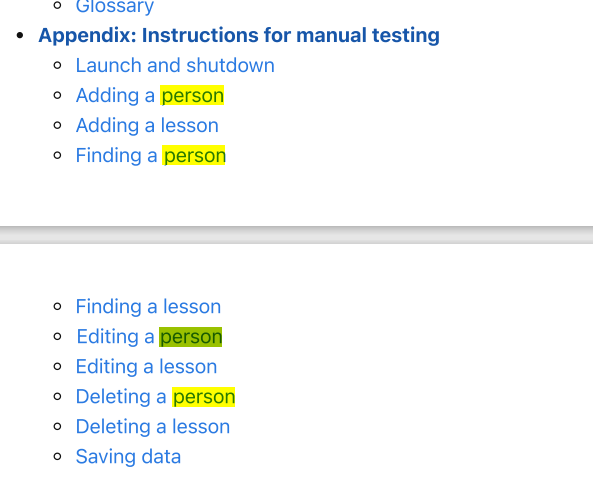 Glossary
Appendix: Instructions for manual testing
Launch and shutdown
Adding a person
Adding a lesson
Finding a person
Finding a lesson
Editing a person
Editing a lesson
Deleting a person
Deleting a lesson
Saving data